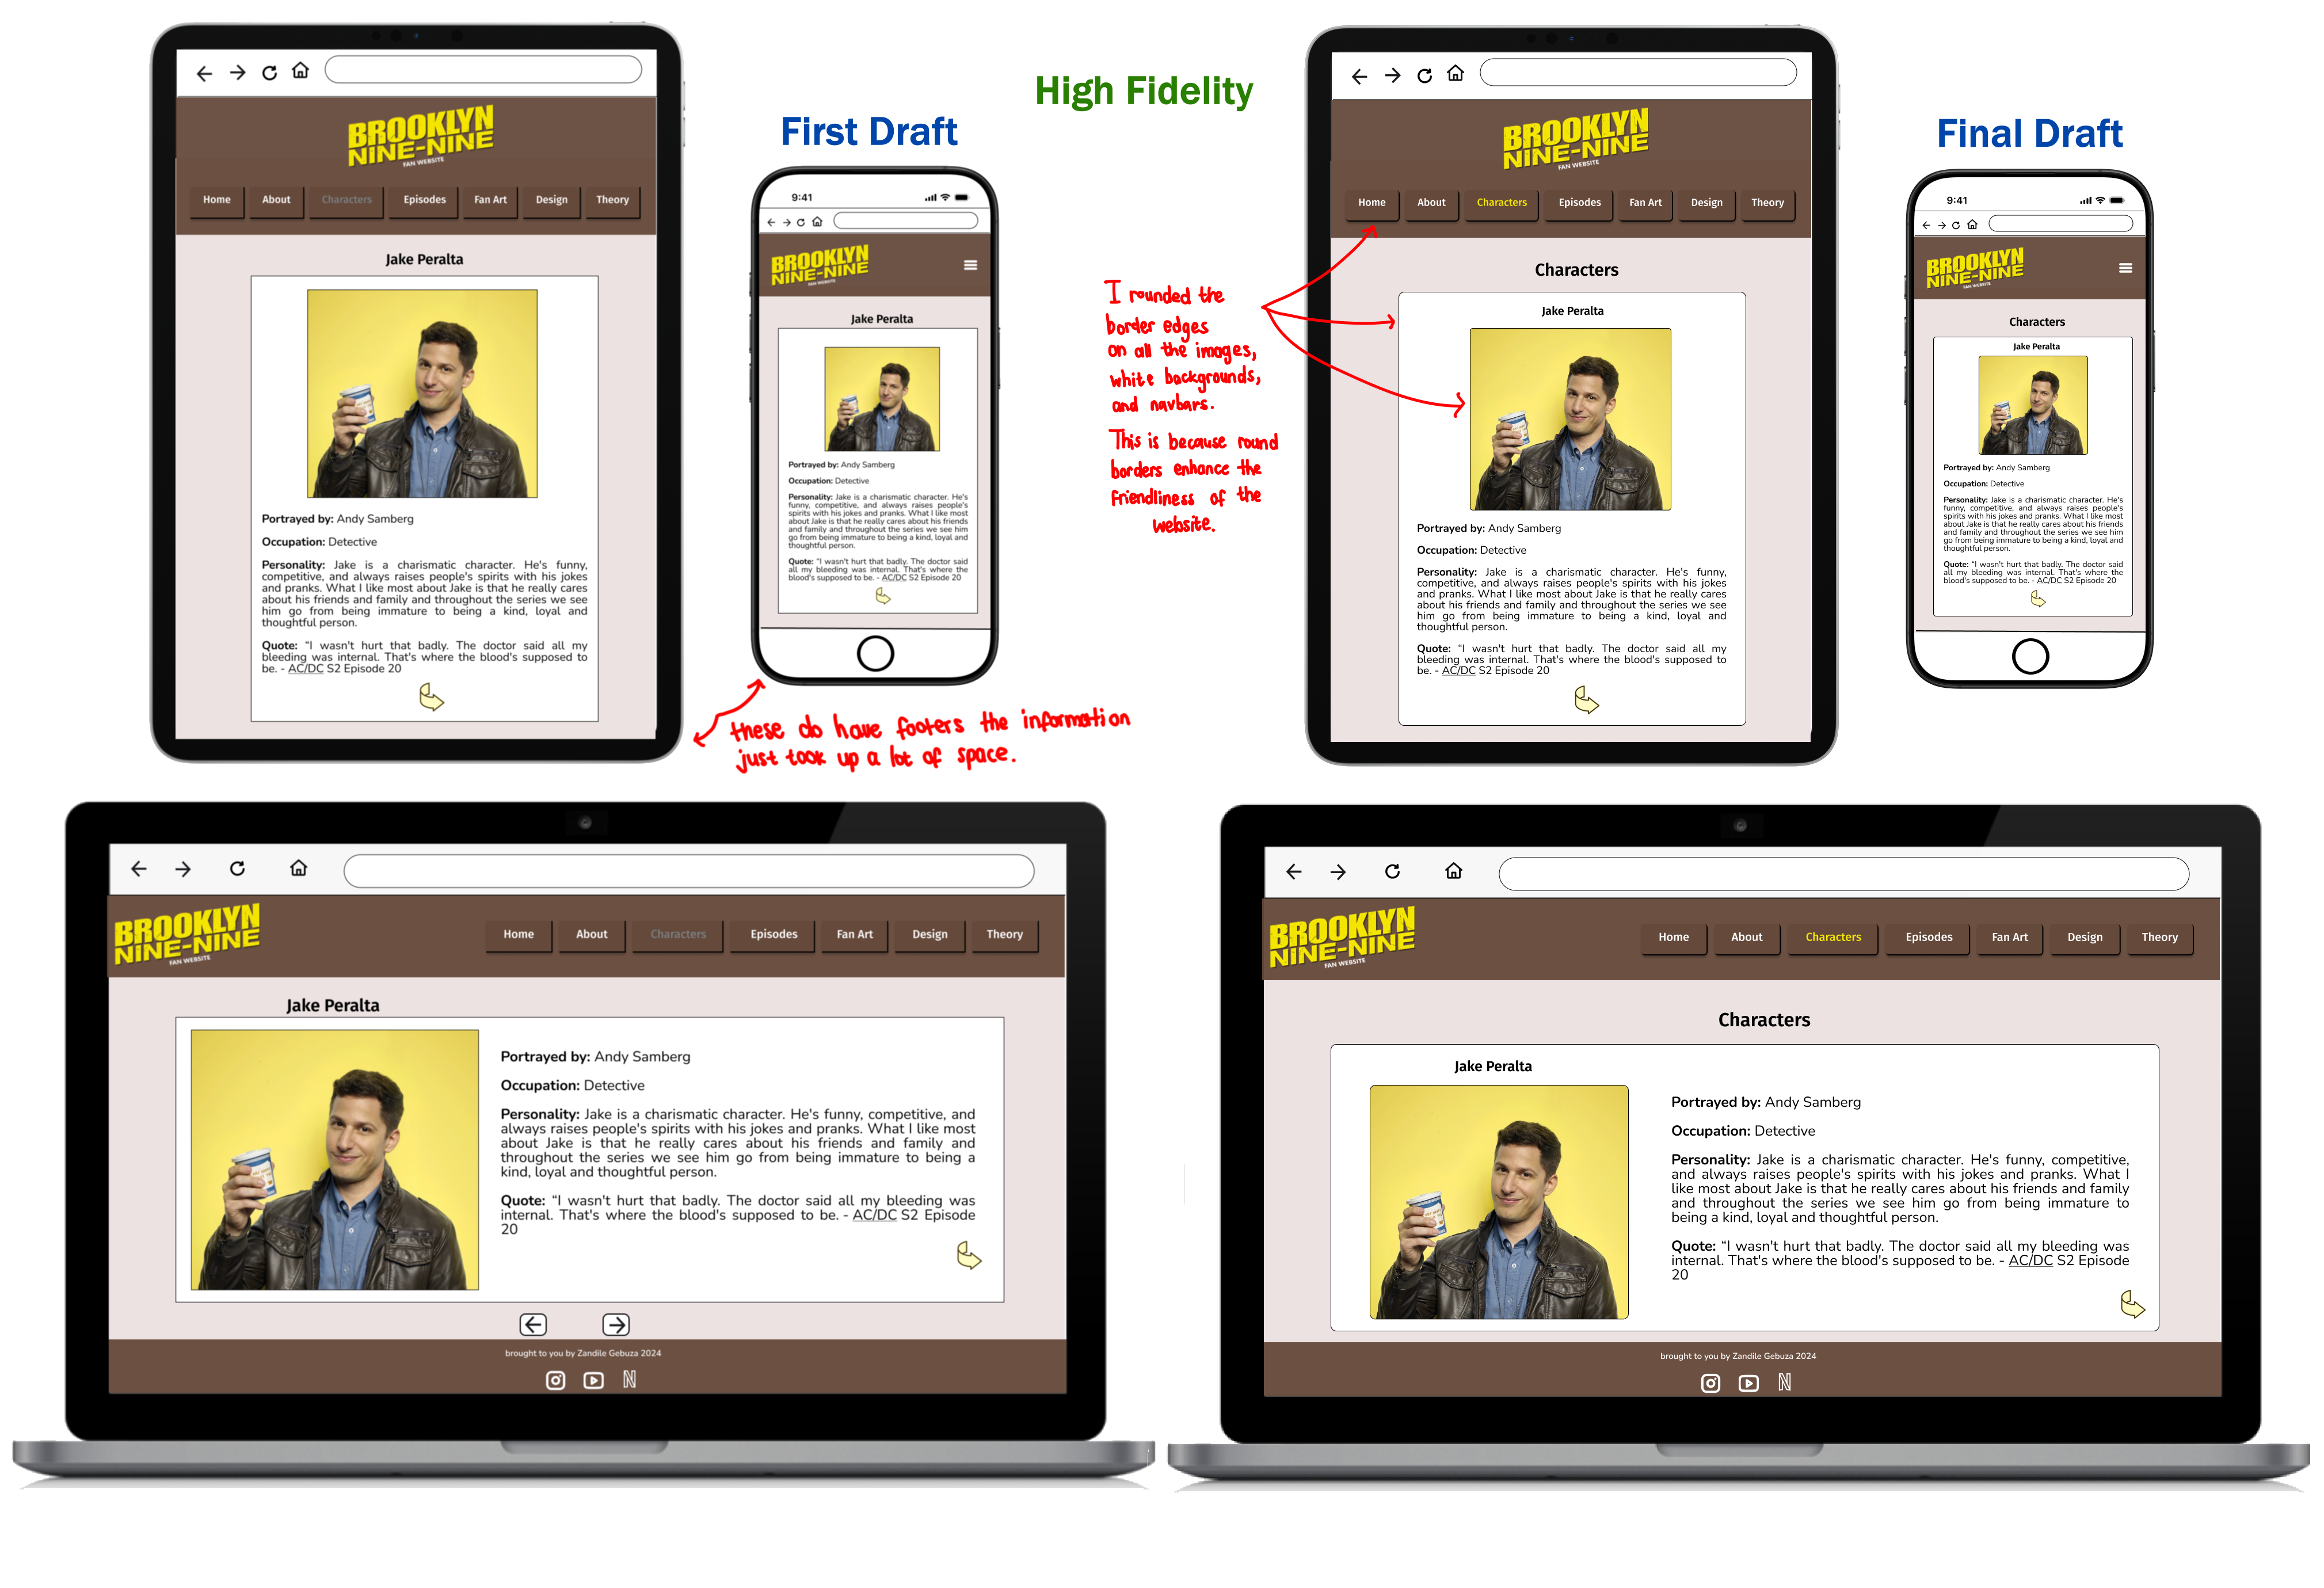 High Fidelity
First Draft
BROOKLYN
NINE-NINE
FAN WEBSITE
Home About Characters Episodes Fan Art Design Theory
Jake Peralta
Portrayed by: Andy Samberg
Occupation: Detective
Personality: Jake is a charismatic character. He's funny,
competitive, and always raises people's spirits with his jokes
and pranks. What I like most about Jake is that he really cares
about his friends and family and throughout the series we see
him go from being immature to being a kind, loyal and
thoughtful person.
Quote: “I wasn't hurt that badly. The doctor said all my
bleeding was internal. That's where the blood's supposed to
be. - AC/DC S2 Episode 20
9:41
BROOKLYN
NINE-NINE
FAN WEBSITE
Jake Peralta
Portrayed by: Andy Samberg
Occupation: Detective
Personality: Jake is a charismatic character. He's
funny, competitive, and always raises people's
spirits with his jokes and pranks. What I like most
about Jake is that he really cares about his friends
and family and throughout the series we see him
go from being immature to being a kind, loyal and
thoughtful person.
Quote: “I wasn't hurt that badly. The doctor said
all my bleeding was internal. That's where the
blood's supposed to be. - AC/DC S2 Episode 20
these do have footers the information
just took up a lot of space.
I rounded the
border edges
on all the images,
white backgrounds,
and navbars.
This is because round
borders enhance the
friendliness of the
website.
BROOKLYN
NINE-NINE
FAN WEBSITE
Home About Characters Episodes Fan Art Design Theory
Characters
Jake Peralta
Portrayed by: Andy Samberg
Occupation: Detective
Personality: Jake is a charismatic character. He's funny,
competitive, and always raises people's spirits with his jokes
and pranks. What I like most about Jake is that he really cares
about his friends and family and throughout the series we see
him go from being immature to being a kind, loyal and
thoughtful person.
Quote: “I wasn't hurt that badly. The doctor said all my
bleeding was internal. That's where the blood's supposed to
be. - AC/DC S2 Episode 20
Final Draft
9:41
BROOKLYN
NINE-NINE
FAN WEBSITE
Characters
Jake Peralta
Portrayed by: Andy Samberg
Occupation: Detective
Personality: Jake is a charismatic character. He's
funny, competitive, and always raises people's
spirits with his jokes and pranks. What I like most
about Jake is that he really cares about his friends
and family and throughout the series we see him
go from being immature to being a kind, loyal and
thoughtful person.
Quote: “I wasn't hurt that badly. The doctor said
all my bleeding was internal. That's where the
blood's supposed to be. - AC/DC S2 Episode 20
BROOKLYN
NINE-NINE
FAN WEBSITE
Home About Characters Episodes Fan Art Design Theory
Jake Peralta
Portrayed by: Andy Samberg
Occupation: Detective
Personality: Jake is a charismatic character. He's funny, competitive, and
always raises people's spirits with his jokes and pranks. What I like most
about Jake is that he really cares about his friends and family and
throughout the series we see him go from being immature to being a
kind, loyal and thoughtful person.
Quote: “I wasn't hurt that badly. The doctor said all my bleeding was
internal. That's where the blood's supposed to be. - AC/DC S2 Episode
20
brought to you by Zandile Gebuza 2024
N
BROOKLYN
NINE-NINE
FAN WEBSITE
Home About Characters Episodes Fan Art Design Theory
Characters
Jake Peralta
Portrayed by: Andy Samberg
Occupation: Detective
Personality: Jake is a charismatic character. He's funny, competitive,
and always raises people's spirits with his jokes and pranks. What I
like most about Jake is that he really cares about his friends and family
and throughout the series we see him go from being immature to
being a kind, loyal and thoughtful person.
Quote: “I wasn't hurt that badly. The doctor said all my bleeding was
internal. That's where the blood's supposed to be. - AC/DC S2 Episode
20
brought to you by Zandile Gebuza 2024
N